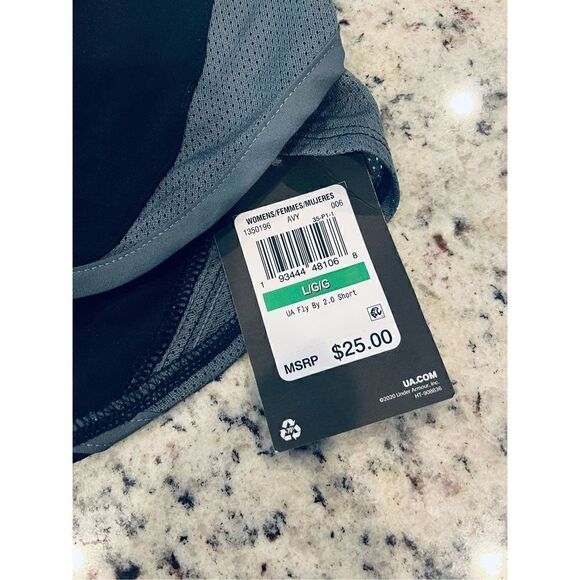 WOMENS/FEMMES/MUJERES
1350196 AVY 006
35-P1-1
1 93444 48106 8
L/G/G
UA Fly By 2.0 Short
MSRP $25.00
UA.COM
©2020 Under Armour, Inc.
HT-908836